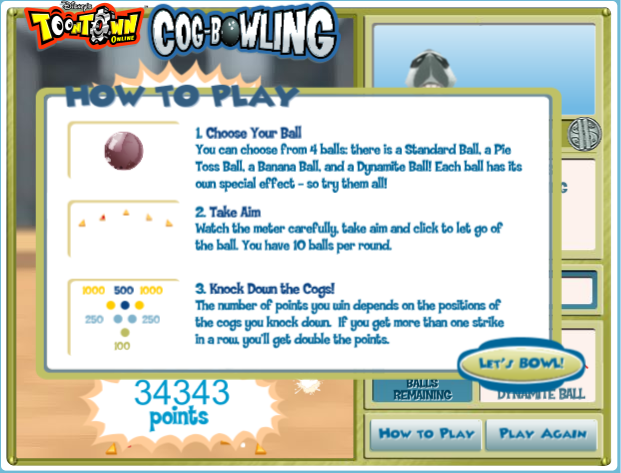 Disney's
TOONTOWN
ONLINE
COG-BOWLING
HOW TO PLAY
1. Choose Your Ball
You can choose from 4 balls: there is a Standard Ball, a Pie
Toss Ball, a Banana Ball, and a Dynamite Ball! Each ball has its
own special effect - so try them all!
2. Take Aim
Watch the meter carefully, take aim and click to let go of
the ball. You have 10 balls per round.
1000 500 1000
250 250
100
3. Knock Down the Cogs!
The number of points you win depends on the positions of
the cogs you knock down. If you get more than one strike
in a row, you'll get double the points.
LET'S BOWL!
34343
points
BALLS
REMAINING
DYNAMITE BALL
HOW TO PLAY
PLAY AGAIN